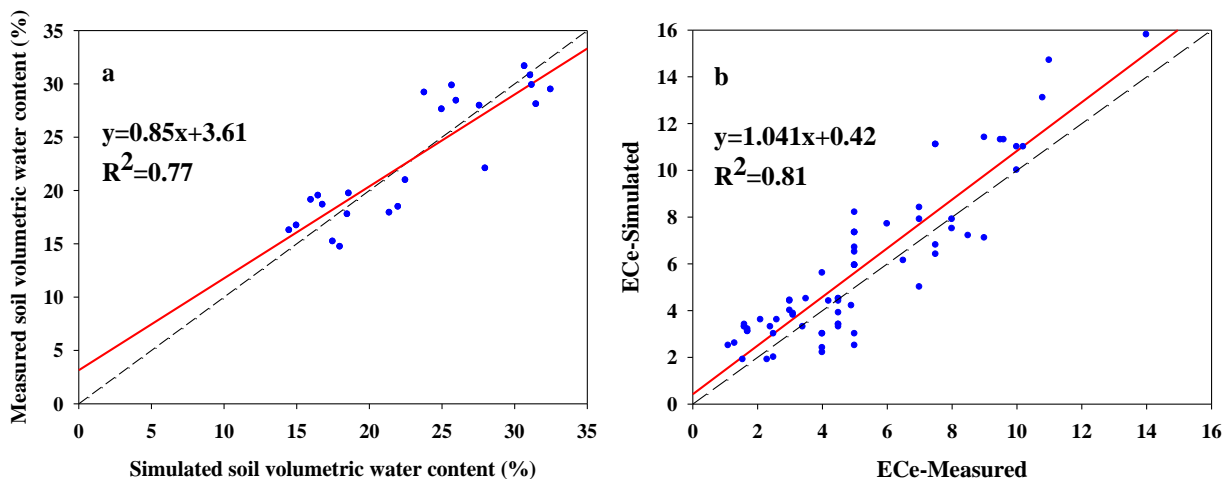 Measured soil volumetric water content (%)
35
30
25
20
15
10
5
0
a
y=0.85x+3.61
R²=0.77
0 5 10 15 20 25 30 35
Simulated soil volumetric water content (%)
ECe-Simulated
16
14
12
10
8
6
4
2
0
b
y=1.041x+0.42
R²=0.81
0 2 4 6 8 10 12 14 16
ECe-Measured